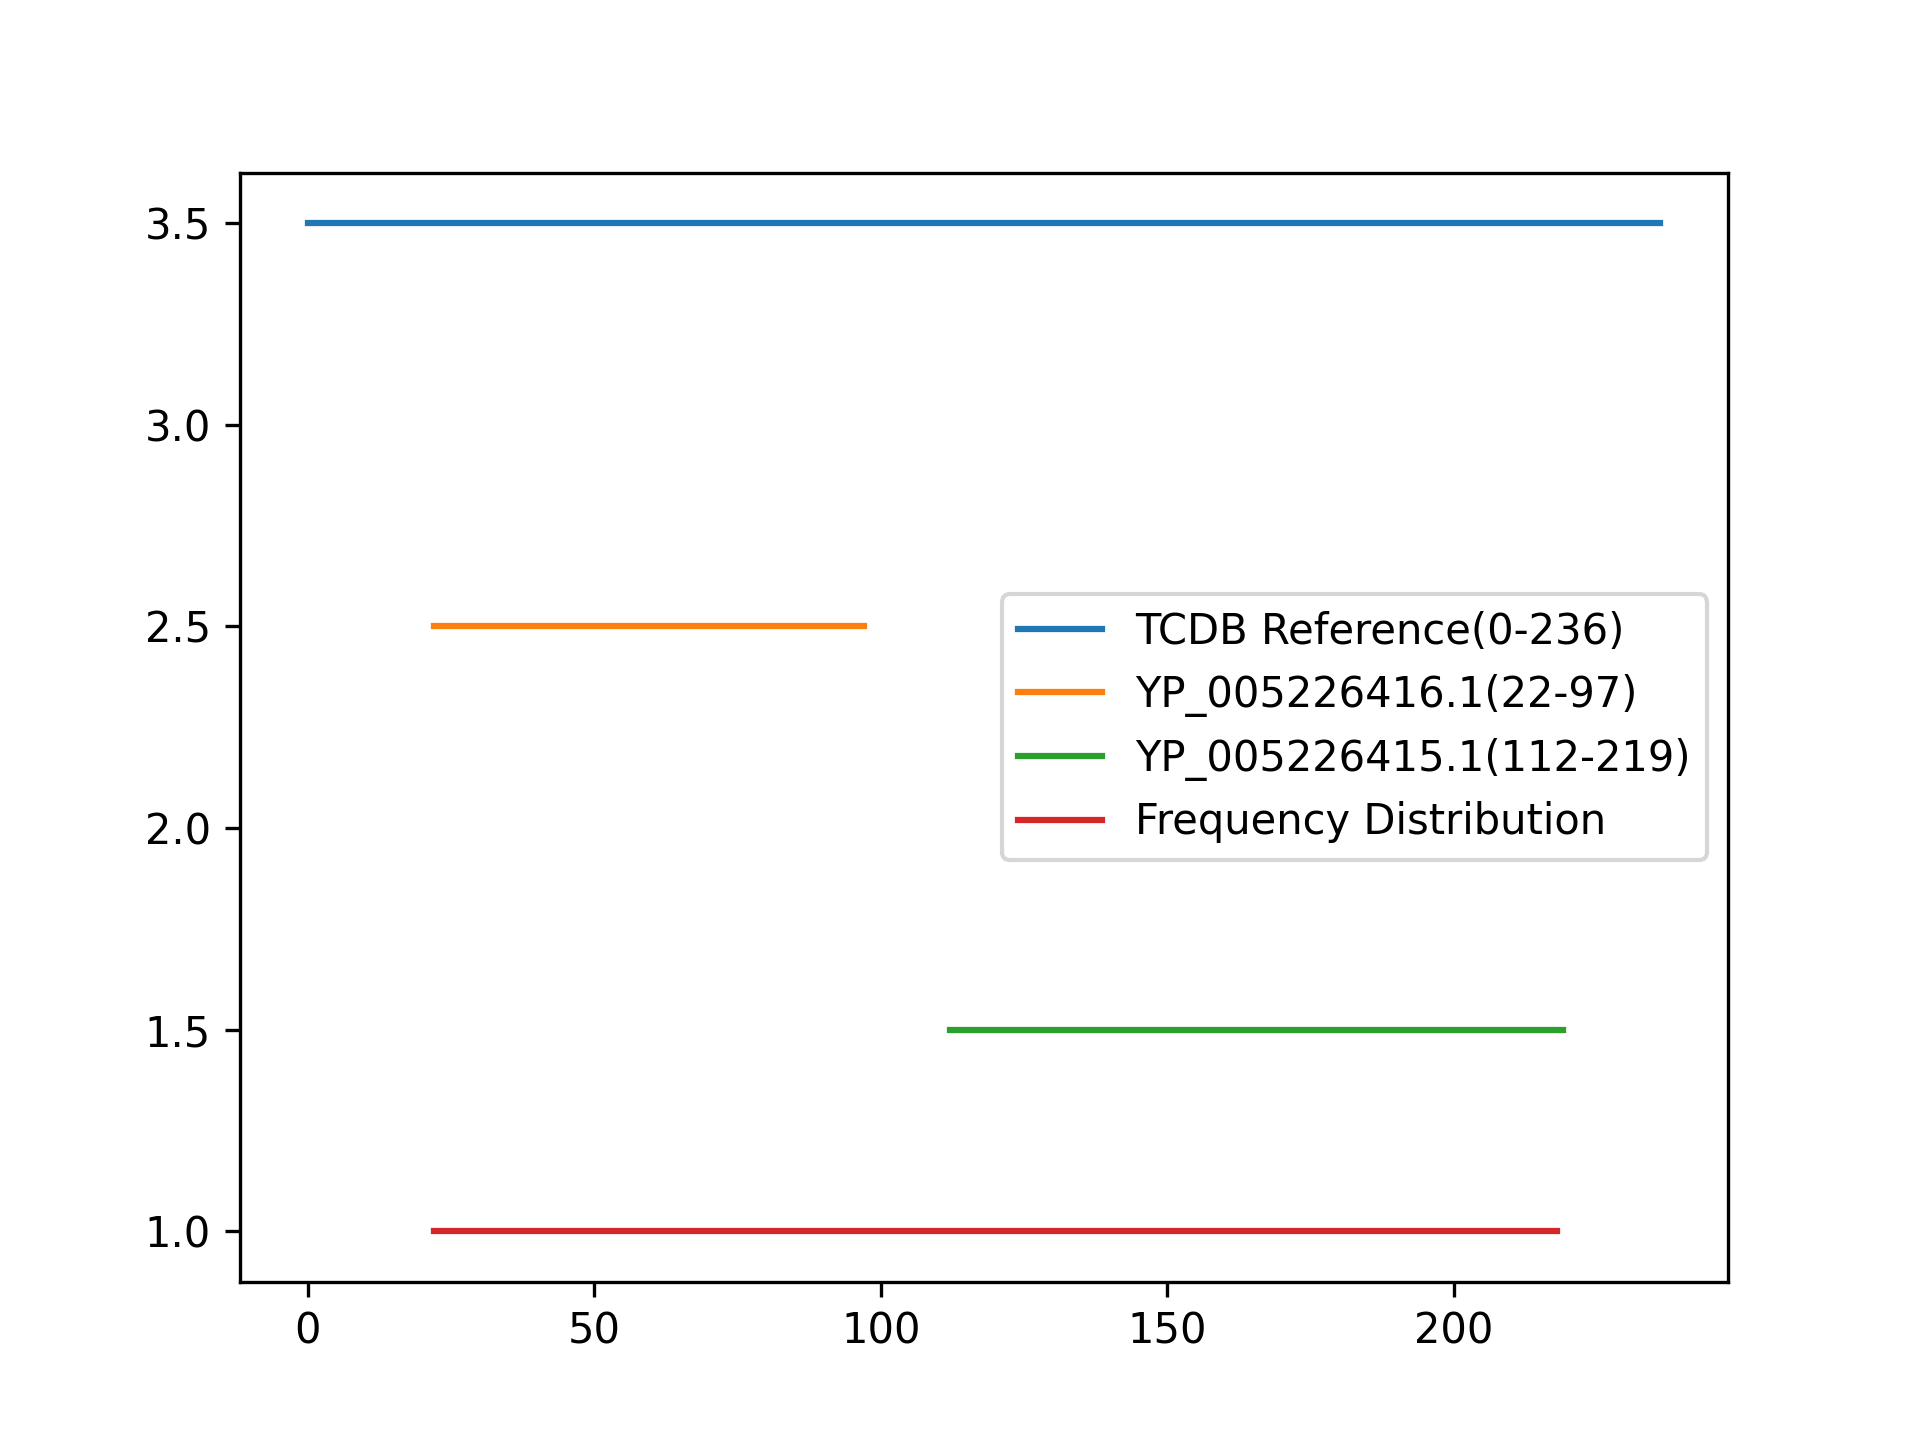 3.5
3.0
2.5
2.0
1.5
1.0
TCDB Reference(0-236)
YP_005226416.1(22-97)
YP_005226415.1(112-219)
Frequency Distribution
0 50 100 150 200